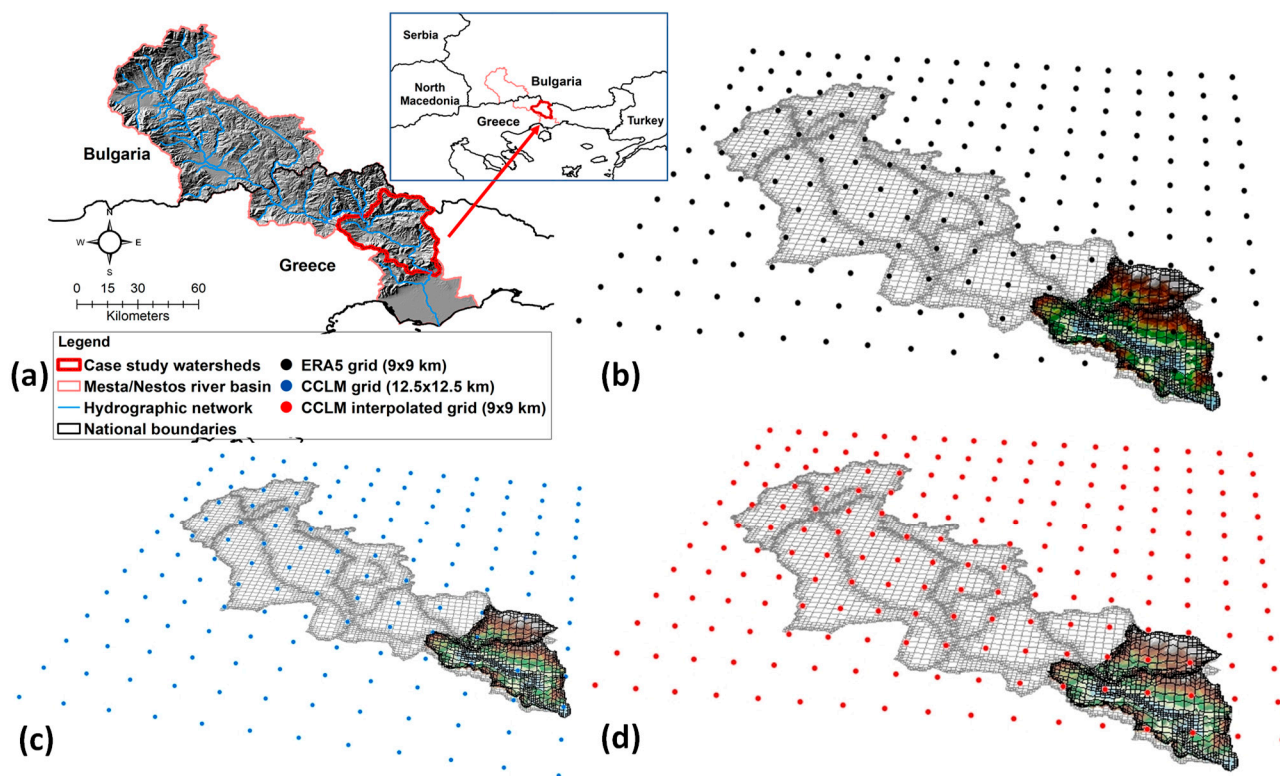 (a)
Bulgaria
Greece
N
W E
S
0 15 30 60
Kilometers
Serbia
North
Macedonia
Bulgaria
Greece
Turkey
Legend
Case study watersheds
Mesta/Nestos river basin
Hydrographic network
National boundaries
ERA5 grid (9x9 km)
CCLM grid (12.5x12.5 km)
CCLM interpolated grid (9x9 km)
(b)
(c)
(d)